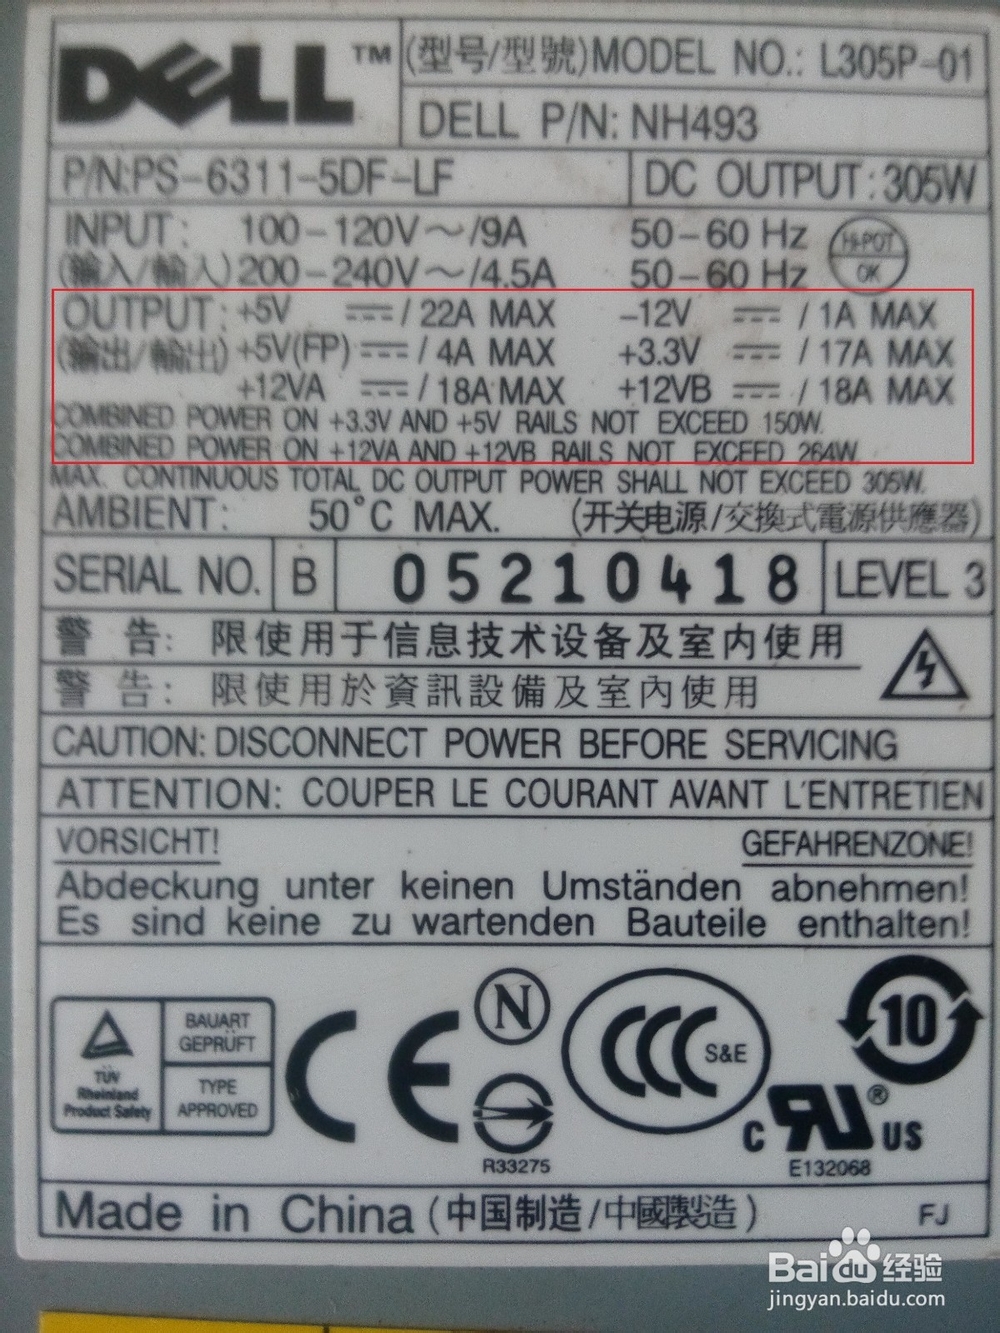 DELL™
(型号/型號)MODEL NO.: L305P-01
DELL P/N: NH493
P/N:PS-6311-5DF-LF
DC OUTPUT:305W
INPUT: 100-120V～/9A 50-60 Hz
(输入/輸入)200-240V～/4.5A 50-60 Hz
Hi-POT
OK
OUTPUT: +5V ⎓/22A MAX -12V ⎓/1A MAX
(输出/輸出) +5V(FP) ⎓/4A MAX +3.3V ⎓/17A MAX
+12VA ⎓/18A MAX +12VB ⎓/18A MAX
COMBINED POWER ON +3.3V AND +5V RAILS NOT EXCEED 150W.
COMBINED POWER ON +12VA AND +12VB RAILS NOT EXCEED 264W.
MAX. CONTINUOUS TOTAL DC OUTPUT POWER SHALL NOT EXCEED 305W.
AMBIENT: 50°C MAX. (开关电源/交換式電源供應器)
SERIAL NO. B 05210418 LEVEL 3
警 告: 限使用于信息技术设备及室内使用
警 告: 限使用於資訊設備及室內使用
CAUTION: DISCONNECT POWER BEFORE SERVICING
ATTENTION: COUPER LE COURANT AVANT L'ENTRETIEN
VORSICHT! GEFAHRENZONE!
Abdeckung unter keinen Umständen abnehmen!
Es sind keine zu wartenden Bauteile enthalten!
TÜV
Rheinland
Product Safety
BAUART
GEPRÜFT
TYPE
APPROVED
CE
N
R33275
CCC S&E
10
c RU® US
E132068
Made in China (中国制造/中國製造) FJ
Baidu经验
jingyan.baidu.com